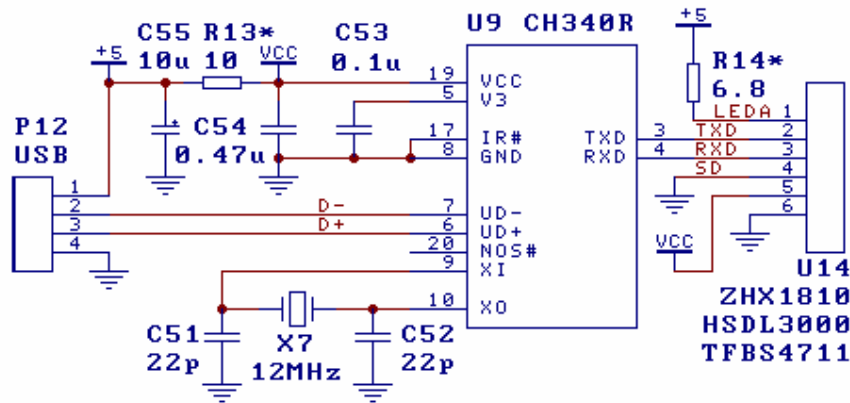 U9 CH340R
C55 R13* VCC C53
+5 10u 10 0.1u
+5
R14*
6.8
19 VCC
5 V3
P12
USB
C54
0.47u
17 IR#
8 GND
TXD 3
RXD 4
LEDA 1
TXD 2
RXD 3
SD 4
5
6
1
2 D- 7 UD-
3 D+ 6 UD+
4
20 NOS#
9 XI
10 XO
VCC
U14
ZHX1810
HSDL3000
TFBS4711
C51
22p
X7
12MHz
C52
22p